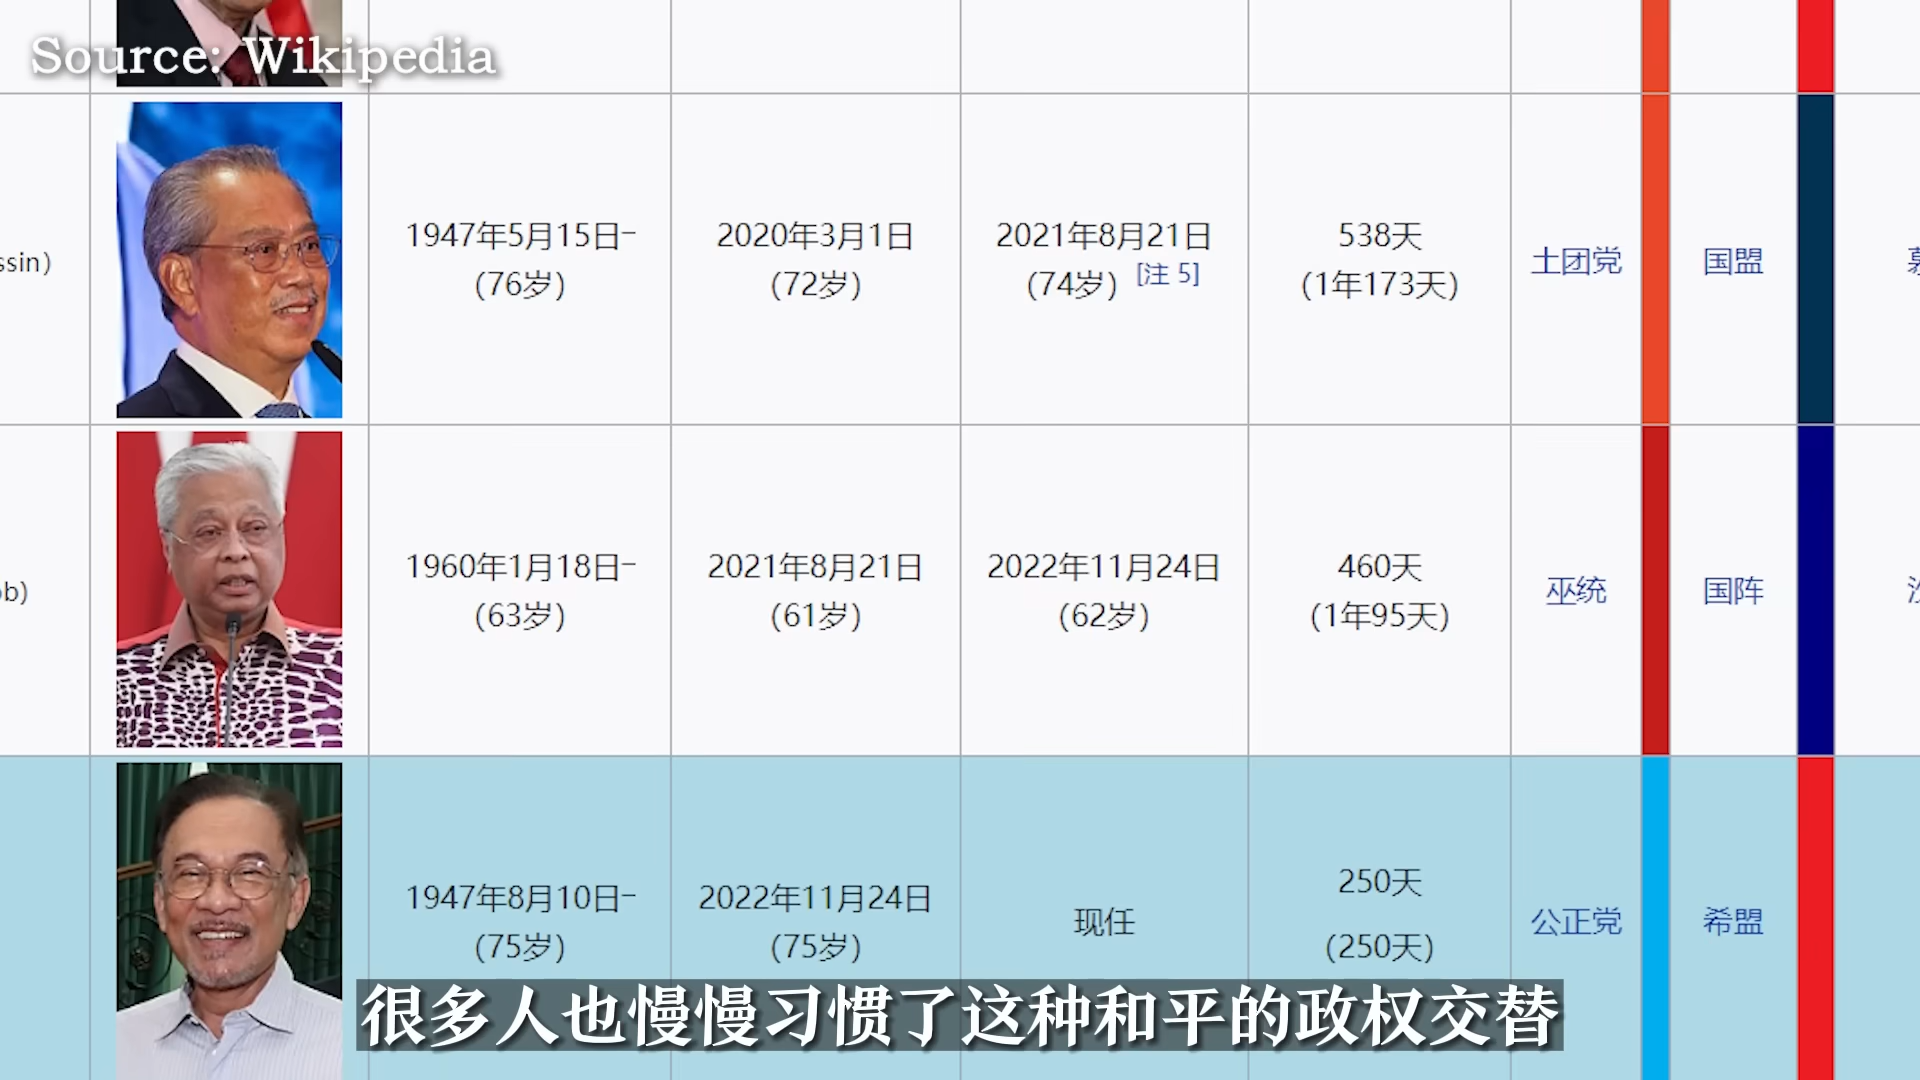 Source: Wikipedia
ssin)
1947年5月15日–
(76岁)
2020年3月1日
(72岁)
2021年8月21日
(74岁) [注 5]
538天
(1年173天)
土团党
国盟
ob)
1960年1月18日–
(63岁)
2021年8月21日
(61岁)
2022年11月24日
(62岁)
460天
(1年95天)
巫统
国阵
1947年8月10日–
(75岁)
2022年11月24日
(75岁)
现任
250天
(250天)
公正党
希盟
很多人也慢慢习惯了这种和平的政权交替